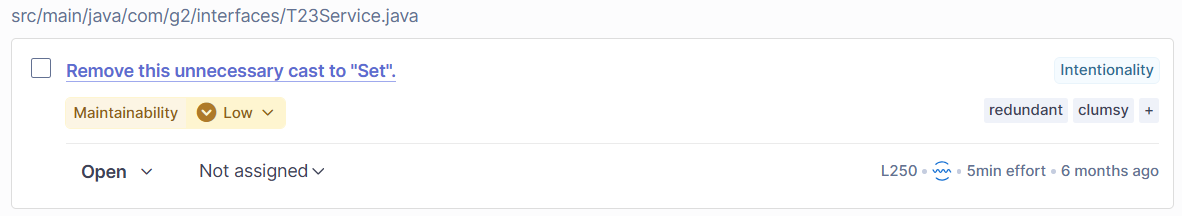 src/main/java/com/g2/interfaces/T23Service.java
Remove this unnecessary cast to "Set". Intentionality
Maintainability Low redundant clumsy +
Open Not assigned L250 • • 5min effort • 6 months ago